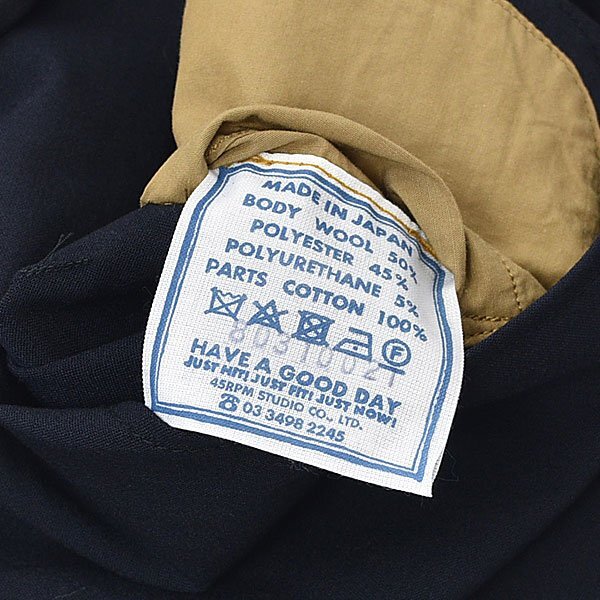 MADE IN JAPAN
BODY WOOL 50%
POLYESTER 45%
POLYURETHANE 5%
PARTS COTTON 100%
F
80310021
HAVE A GOOD DAY
JUST HIT! JUST FIT! JUST NOW!
45RPM STUDIO CO., LTD.
☎ 03 3498 2245